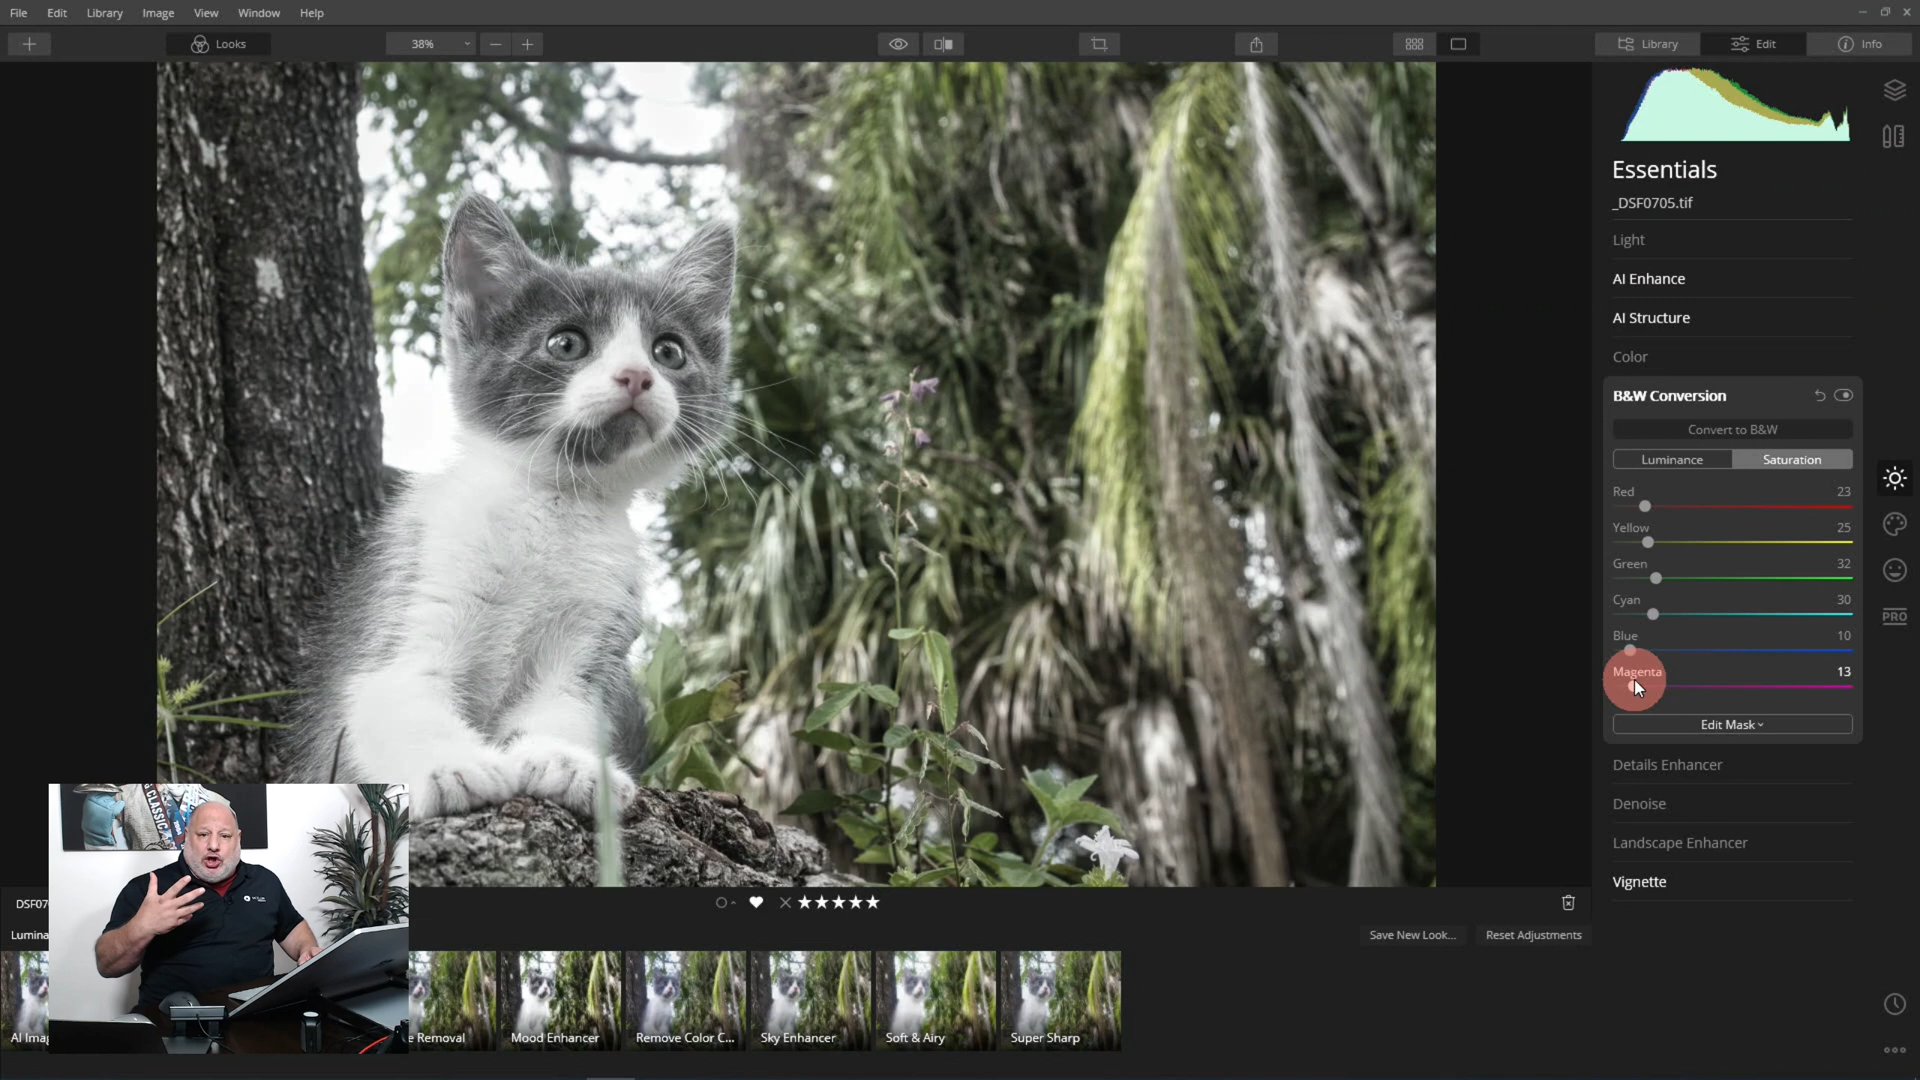 File Edit Library Image View Window Help
Looks 38% Library Edit Info
Essentials
_DSF0705.tif
Light
AI Enhance
AI Structure
Color
B&W Conversion
Convert to B&W
Luminance Saturation
Red 23
Yellow 25
Green 32
Cyan 30
Blue 10
Magenta 13
Edit Mask
Details Enhancer
Denoise
Landscape Enhancer
Vignette
PRO
CLASSIC
DSF07
Lumina
Save New Look... Reset Adjustments
AI Imag
e Removal
Mood Enhancer
Remove Color C...
Sky Enhancer
Soft & Airy
Super Sharp